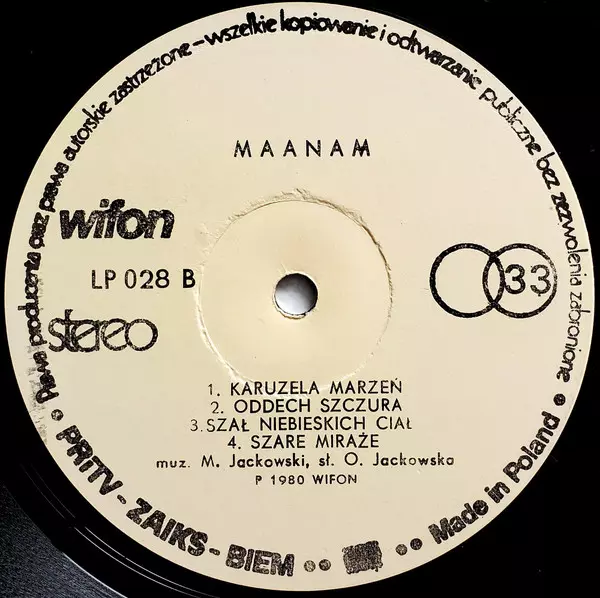 Prawa producenta oraz prawa autorskie zastrzeżone – wszelkie kopiowanie i odtwarzanie publiczne bez zezwolenia zabronione
MAANAM
wifon
LP 028 B
stereo
33
1. KARUZELA MARZEŃ
2. ODDECH SZCZURA
3. SZAŁ NIEBIESKICH CIAŁ
4. SZARE MIRAŻE
muz. M. Jackowski, sł. O. Jackowska
P 1980 WIFON
• PRiTV - ZAIKS - BIEM •• •• Made in Poland •